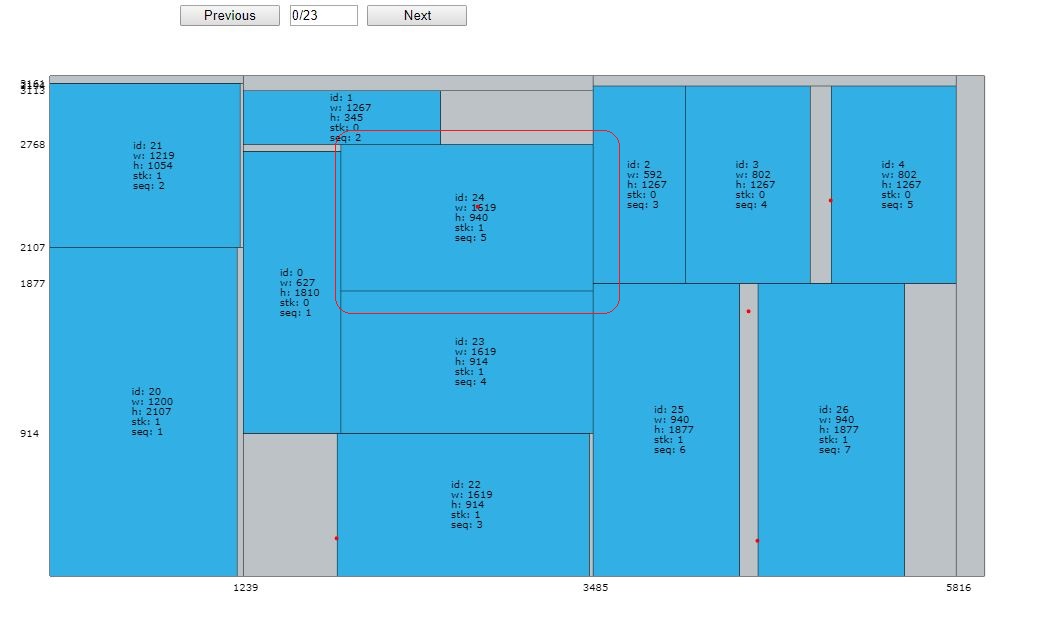 Previous
0/23
Next
3161
3113
2768
2107
1877
914
id: 21
w: 1219
h: 1054
stk: 1
seq: 2
id: 20
w: 1200
h: 2107
stk: 1
seq: 1
id: 1
w: 1267
h: 345
stk: 0
seq: 2
id: 0
w: 627
h: 1810
stk: 0
seq: 1
id: 24
w: 1619
h: 940
stk: 1
seq: 5
id: 23
w: 1619
h: 914
stk: 1
seq: 4
id: 22
w: 1619
h: 914
stk: 1
seq: 3
id: 2
w: 592
h: 1267
stk: 0
seq: 3
id: 3
w: 802
h: 1267
stk: 0
seq: 4
id: 4
w: 802
h: 1267
stk: 0
seq: 5
id: 25
w: 940
h: 1877
stk: 1
seq: 6
id: 26
w: 940
h: 1877
stk: 1
seq: 7
1239
3485
5816